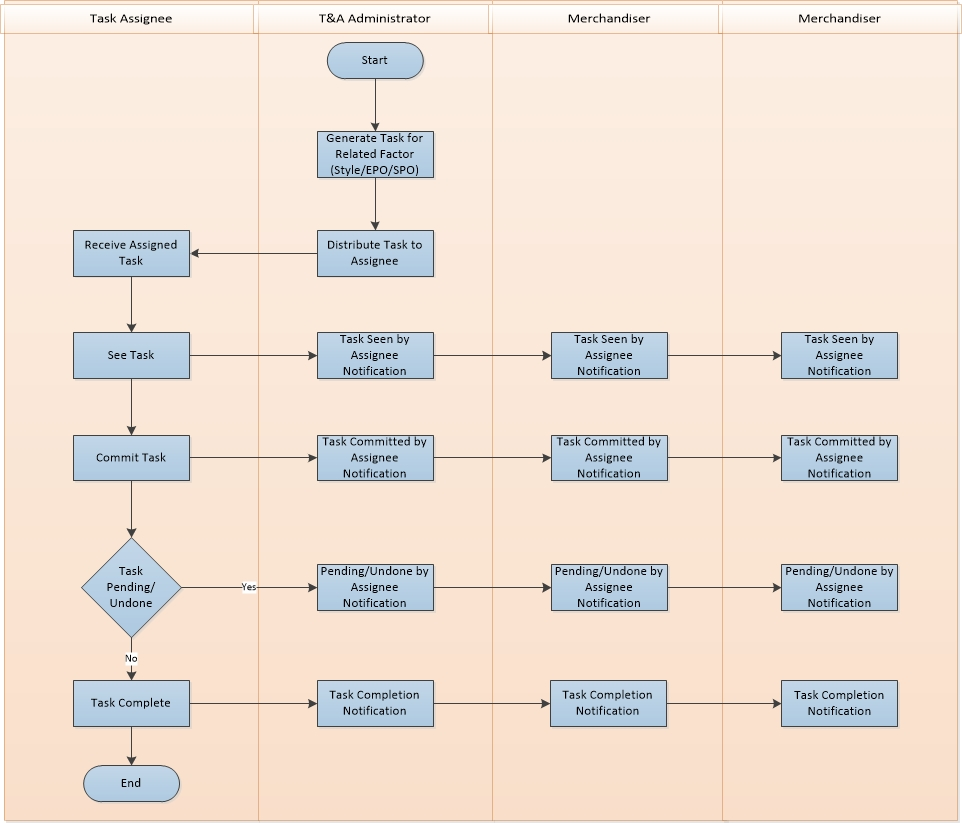 Task Assignee
T&A Administrator
Merchandiser
Merchandiser
Start
Generate Task for
Related Factor
(Style/EPO/SPO)
Receive Assigned
Task
Distribute Task to
Assignee
See Task
Task Seen by
Assignee
Notification
Task Seen by
Assignee
Notification
Task Seen by
Assignee
Notification
Commit Task
Task Committed by
Assignee
Notification
Task Committed by
Assignee
Notification
Task Committed by
Assignee
Notification
Task
Pending/
Undone
Yes
Pending/Undone by
Assignee
Notification
Pending/Undone by
Assignee
Notification
Pending/Undone by
Assignee
Notification
No
Task Complete
Task Completion
Notification
Task Completion
Notification
Task Completion
Notification
End